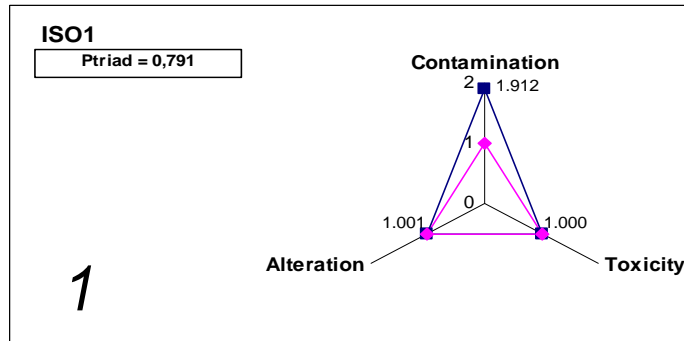 ISO1
Ptriad = 0,791
Contamination
2 1.912
1
0
1.001 1.000
Alteration Toxicity
1